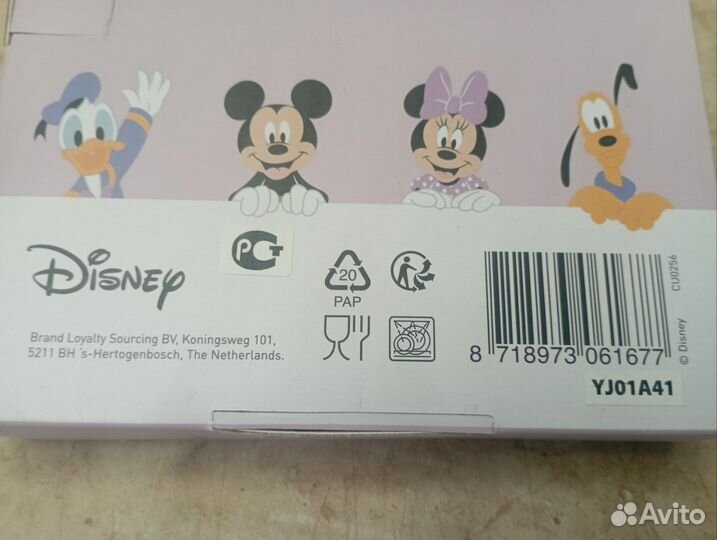 Disney
РСТ
20
PAP
Brand Loyalty Sourcing BV, Koningsweg 101,
5211 BH 's-Hertogenbosch, The Netherlands.
8 718973 061677
YJ01A41
© Disney CU0256
Avito